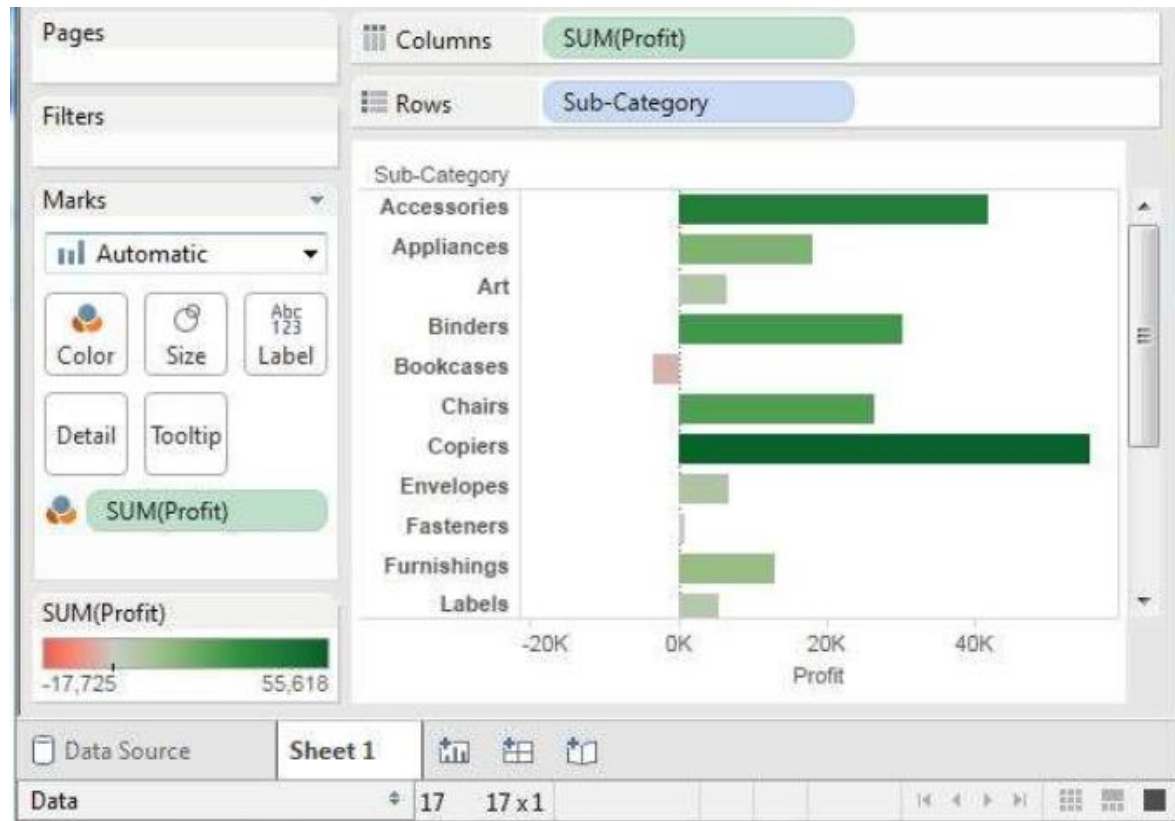 Pages
Columns SUM(Profit)
Filters
Rows Sub-Category
Marks
Automatic
Color
Size
Abc
123
Label
Detail
Tooltip
SUM(Profit)
SUM(Profit)
-17,725 55,618
Sub-Category
Accessories
Appliances
Art
Binders
Bookcases
Chairs
Copiers
Envelopes
Fasteners
Furnishings
Labels
-20K 0K 20K 40K
Profit
Data Source Sheet 1
Data 17 17 x 1